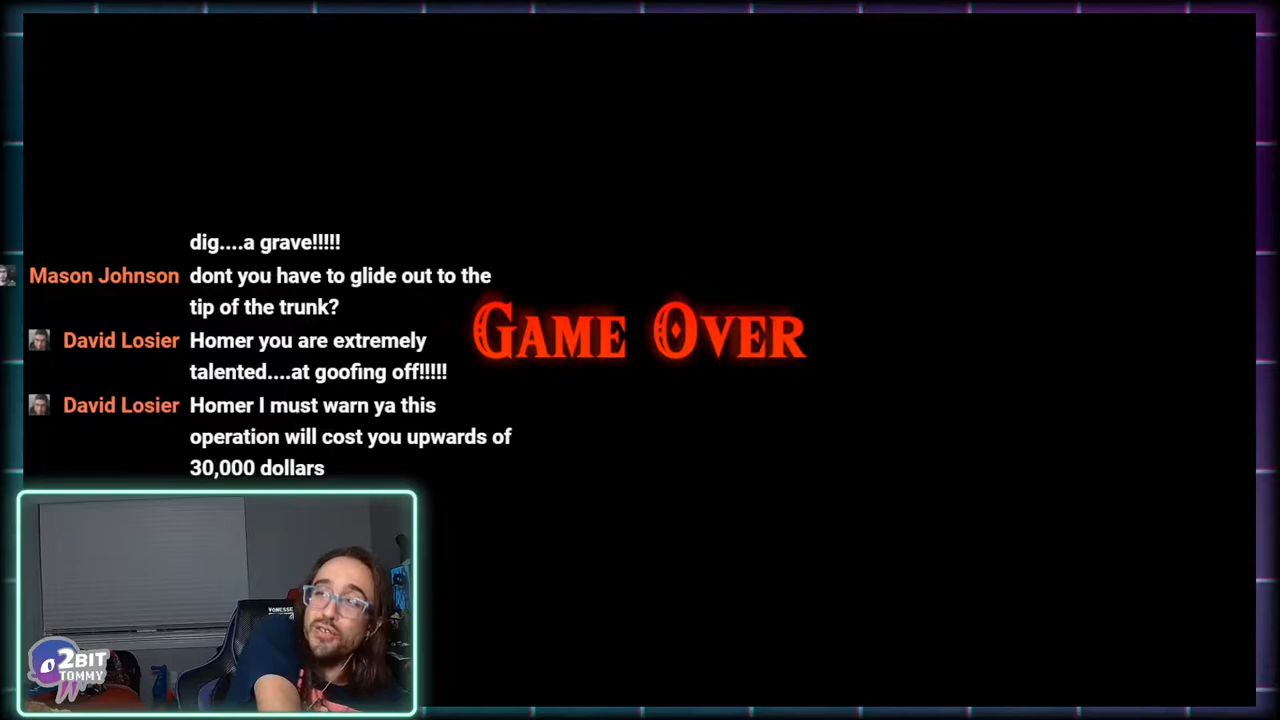 dig....a grave!!!!!
Mason Johnson dont you have to glide out to the
tip of the trunk?
GAME OVER
David Losier Homer you are extremely
talented....at goofing off!!!!!
David Losier Homer I must warn ya this
operation will cost you upwards of
30,000 dollars
VONESSE
2BIT
TOMMY